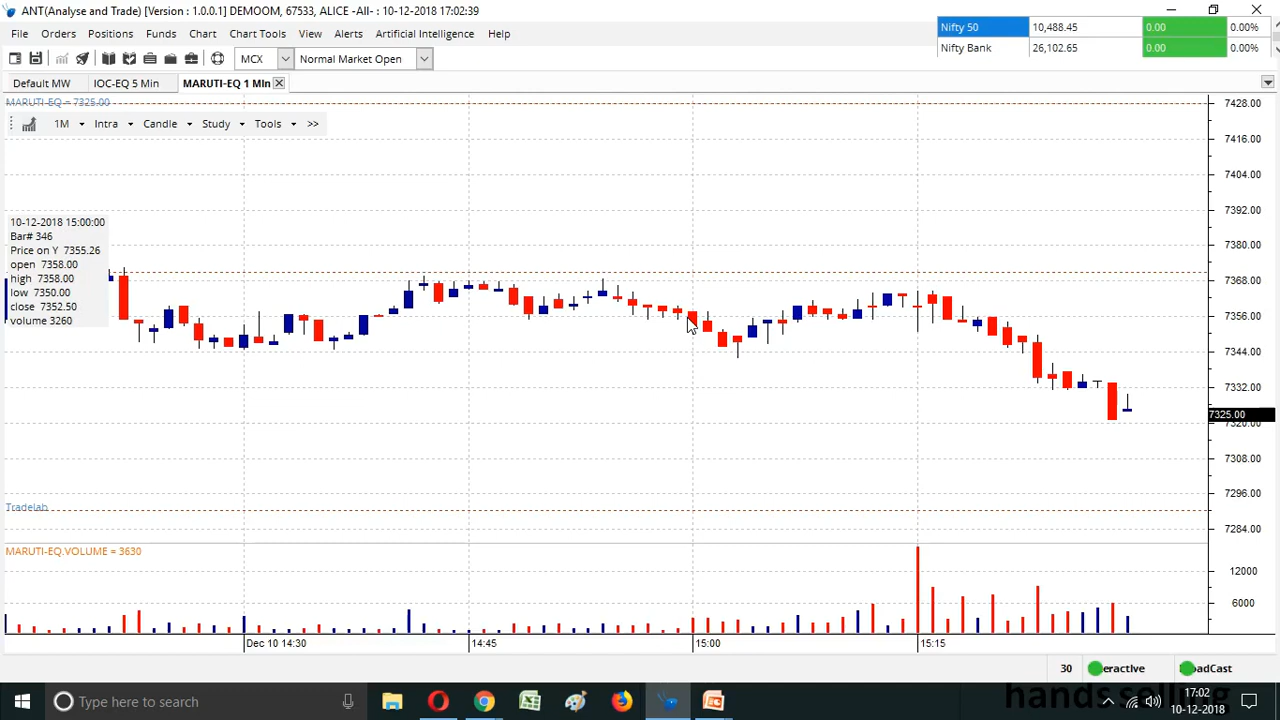 ANT(Analyse and Trade) [Version : 1.0.0.1] DEMOOM, 67533, ALICE -All- : 10-12-2018 17:02:39
Nifty 50 10,488.45 0.00 0.00%
Nifty Bank 26,102.65 0.00 0.00%
File Orders Positions Funds Chart Chart Tools View Alerts Artificial Intelligence Help
MCX Normal Market Open
Default MW IOC-EQ 5 Min MARUTI-EQ 1 MIn
MARUTI-EQ = 7325.00
1M Intra Candle Study Tools >>
10-12-2018 15:00:00
Bar# 346
Price on Y 7355.26
open 7358.00
high 7358.00
low 7350.00
close 7352.50
volume 3260
7428.00
7416.00
7404.00
7392.00
7380.00
7368.00
7356.00
7344.00
7332.00
7325.00
7320.00
7308.00
7296.00
7284.00
Tradelab
MARUTI-EQ.VOLUME = 3630
12000
6000
Dec 10 14:30 14:45 15:00 15:15
30 eractive dCast
hands selling
Type here to search
17:02
10-12-2018